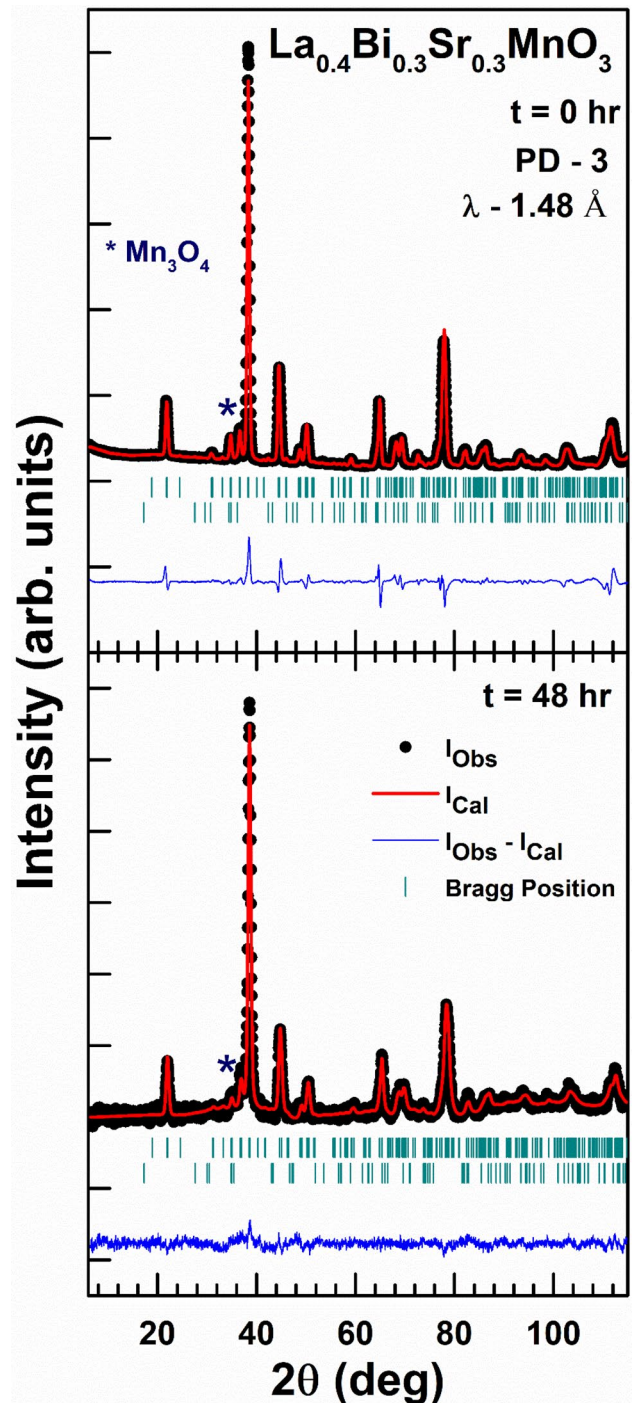 La0.4Bi0.3Sr0.3MnO3
t = 0 hr
PD - 3
λ - 1.48 Å
* Mn3O4
*
Intensity (arb. units)
t = 48 hr
IObs
ICal
IObs - ICal
Bragg Position
*
20 40 60 80 100
2θ (deg)